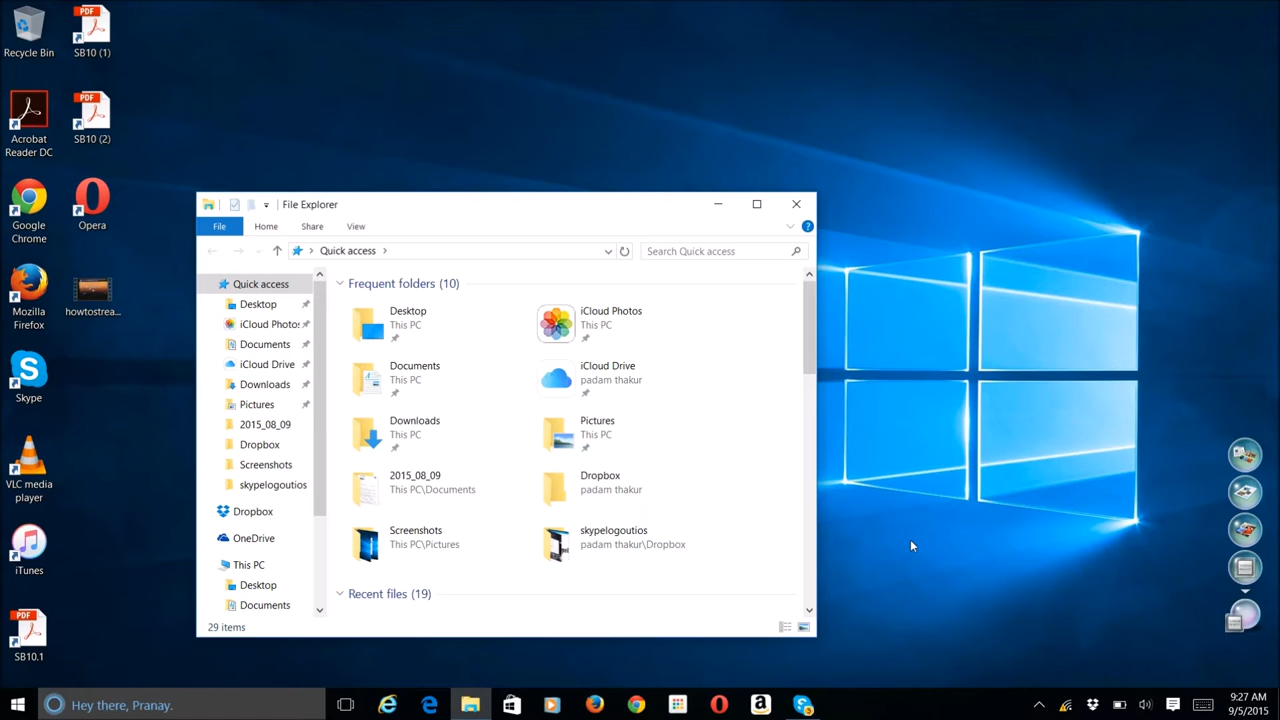 Recycle Bin
PDF
SB10 (1)
Acrobat
Reader DC
PDF
SB10 (2)
Google
Chrome
Opera
Mozilla
Firefox
howtostrea...
Skype
VLC media
player
iTunes
PDF
SB10.1
File Explorer
File
Home
Share
View
Quick access
Search Quick access
Quick access
Desktop
iCloud Photos
Documents
iCloud Drive
Downloads
Pictures
2015_08_09
Dropbox
Screenshots
skypelogoutios
Dropbox
OneDrive
This PC
Desktop
Documents
Frequent folders (10)
Desktop
This PC
iCloud Photos
This PC
Documents
This PC
iCloud Drive
padam thakur
Downloads
This PC
Pictures
This PC
2015_08_09
This PC\Documents
Dropbox
padam thakur
Screenshots
This PC\Pictures
skypelogoutios
padam thakur\Dropbox
Recent files (19)
29 items
Hey there, Pranay.
9:27 AM
9/5/2015